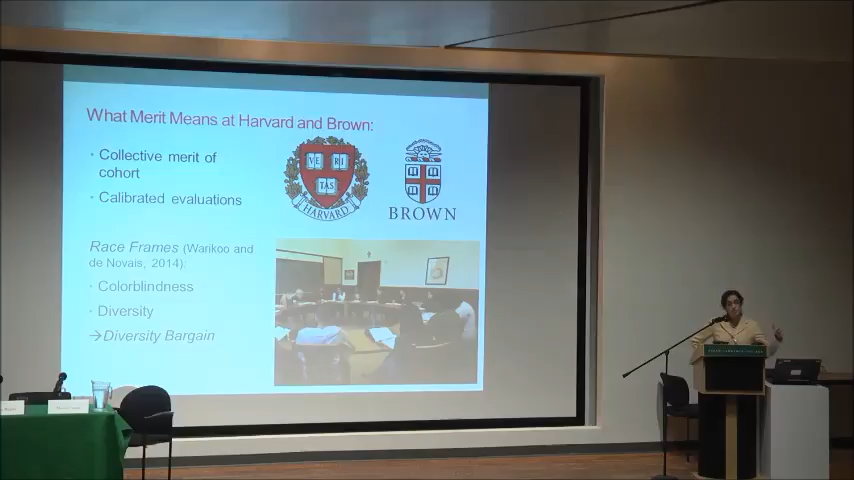 What Merit Means at Harvard and Brown:
· Collective merit of
cohort
· Calibrated evaluations
VE RI
TAS
HARVARD
BROWN
Race Frames (Warikoo and
de Novais, 2014):
· Colorblindness
· Diversity
→Diversity Bargain